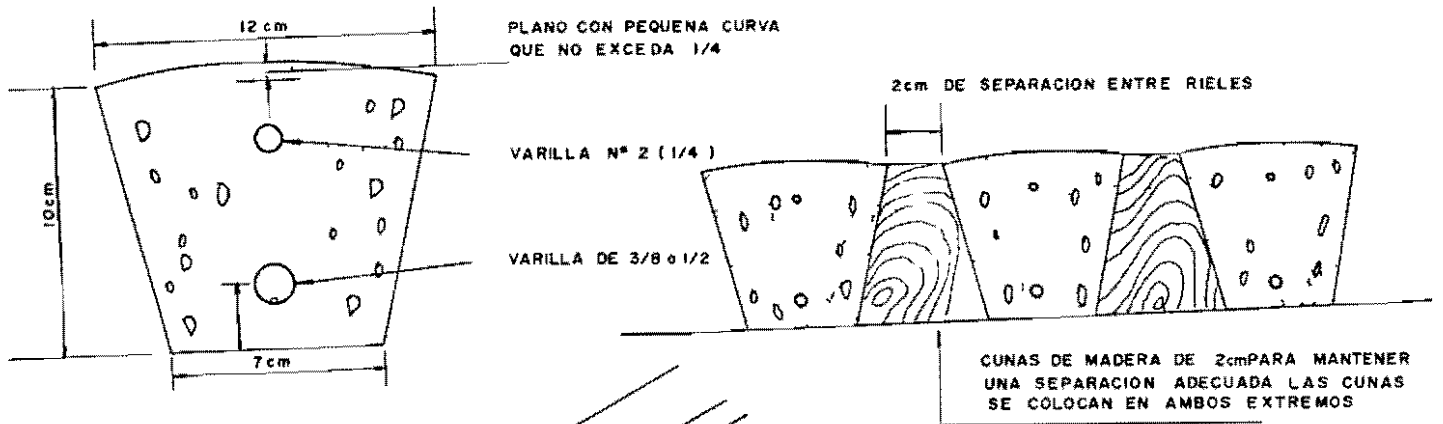 12 cm
PLANO CON PEQUENA CURVA
QUE NO EXCEDA 1/4
2cm DE SEPARACION ENTRE RIELES
VARILLA N° 2 (1/4)
10cm
VARILLA DE 3/8 o 1/2
7cm
CUNAS DE MADERA DE 2cmPARA MANTENER
UNA SEPARACION ADECUADA LAS CUNAS
SE COLOCAN EN AMBOS EXTREMOS